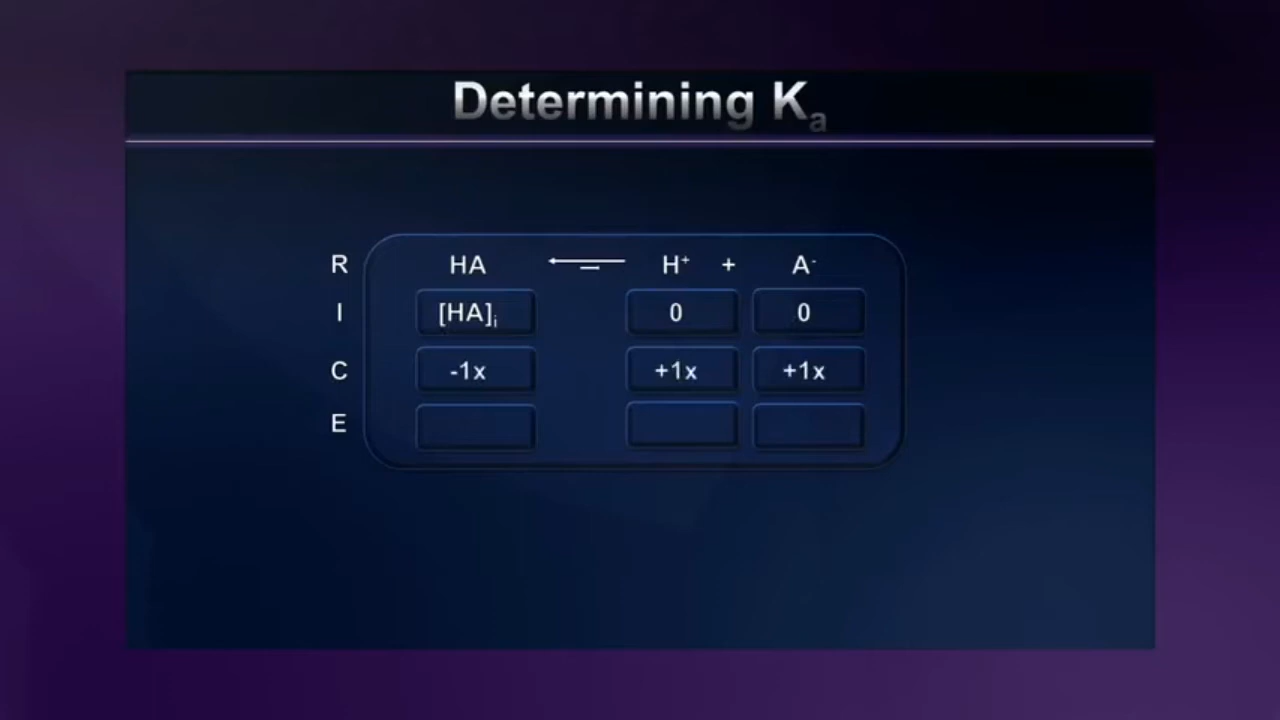 Determining Kₐ
R HA H⁺ + A⁻
I [HA]ᵢ 0 0
C -1x +1x +1x
E